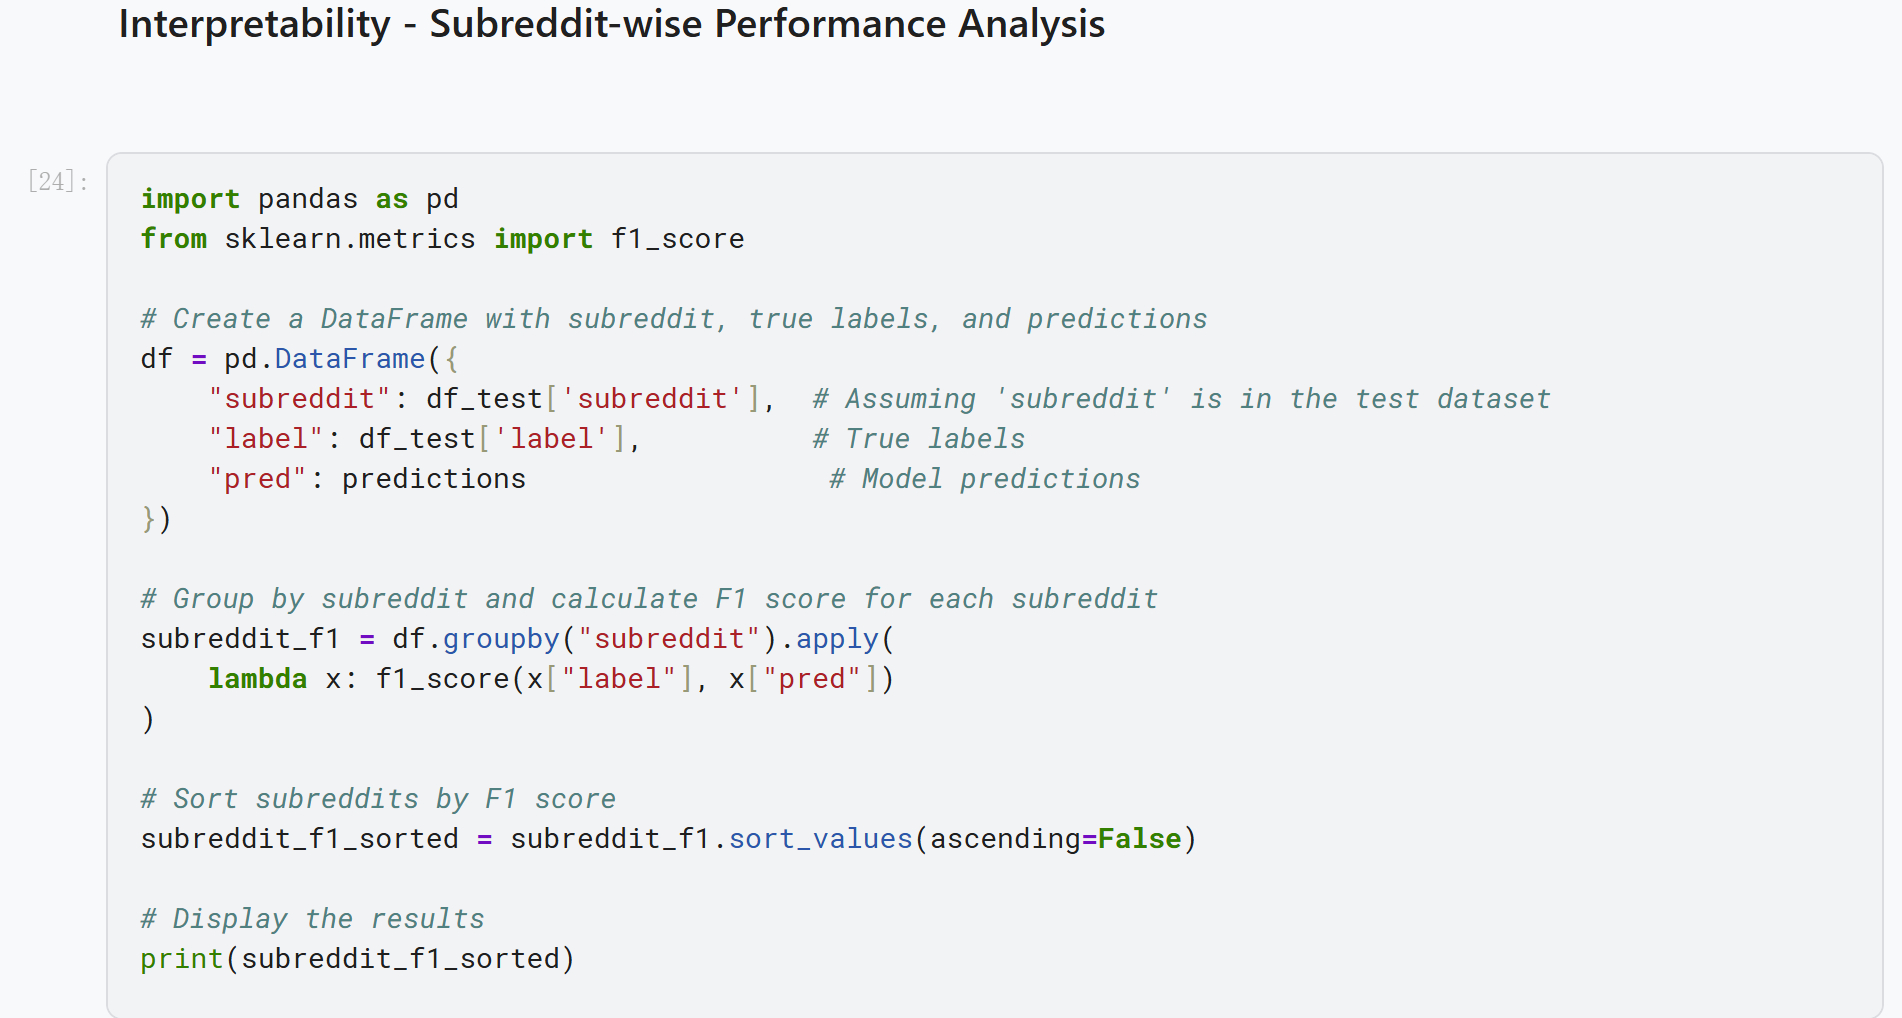 Interpretability - Subreddit-wise Performance Analysis
[24]:
import pandas as pd
from sklearn.metrics import f1_score
# Create a DataFrame with subreddit, true labels, and predictions
df = pd.DataFrame({
    "subreddit": df_test['subreddit'],  # Assuming 'subreddit' is in the test dataset
    "label": df_test['label'],          # True labels
    "pred": predictions                  # Model predictions
})
# Group by subreddit and calculate F1 score for each subreddit
subreddit_f1 = df.groupby("subreddit").apply(
    lambda x: f1_score(x["label"], x["pred"])
)
# Sort subreddits by F1 score
subreddit_f1_sorted = subreddit_f1.sort_values(ascending=False)
# Display the results
print(subreddit_f1_sorted)